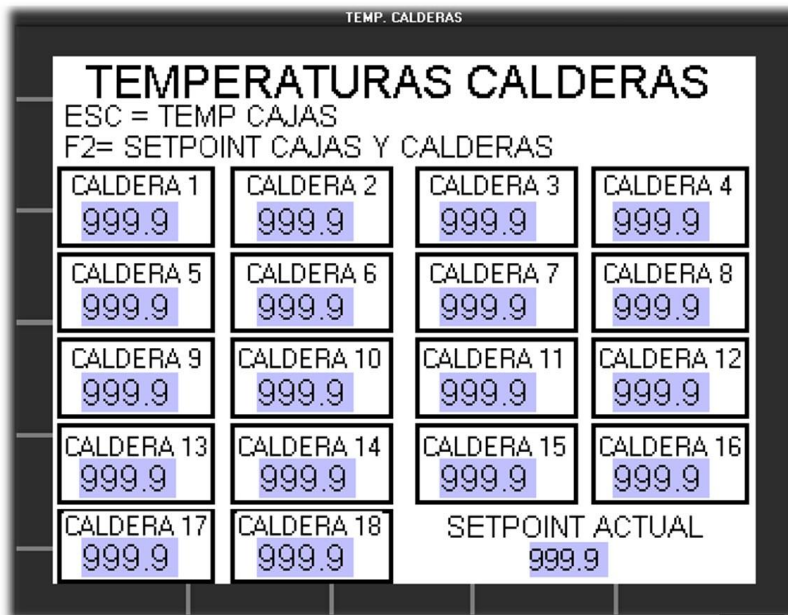 TEMP. CALDERAS
TEMPERATURAS CALDERAS
ESC = TEMP CAJAS
F2= SETPOINT CAJAS Y CALDERAS
CALDERA 1 CALDERA 2 CALDERA 3 CALDERA 4
999.9 999.9 999.9 999.9
CALDERA 5 CALDERA 6 CALDERA 7 CALDERA 8
999.9 999.9 999.9 999.9
CALDERA 9 CALDERA 10 CALDERA 11 CALDERA 12
999.9 999.9 999.9 999.9
CALDERA 13 CALDERA 14 CALDERA 15 CALDERA 16
999.9 999.9 999.9 999.9
CALDERA 17 CALDERA 18 SETPOINT ACTUAL
999.9 999.9 999.9